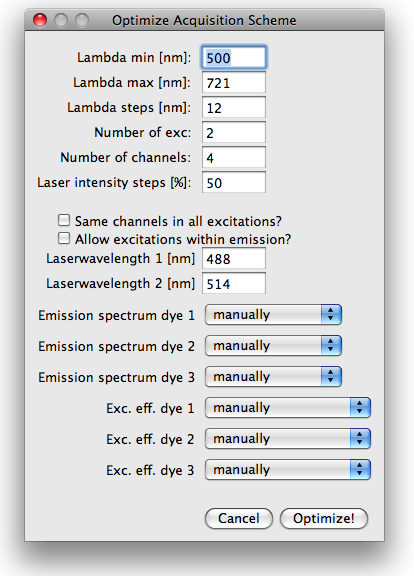 Optimize Acquisition Scheme
Lambda min [nm]: 500
Lambda max [nm]: 721
Lambda steps [nm]: 12
Number of exc: 2
Number of channels: 4
Laser intensity steps [%]: 50
Same channels in all excitations?
Allow excitations within emission?
Laserwavelength 1 [nm] 488
Laserwavelength 2 [nm] 514
Emission spectrum dye 1 manually
Emission spectrum dye 2 manually
Emission spectrum dye 3 manually
Exc. eff. dye 1 manually
Exc. eff. dye 2 manually
Exc. eff. dye 3 manually
Cancel Optimize!